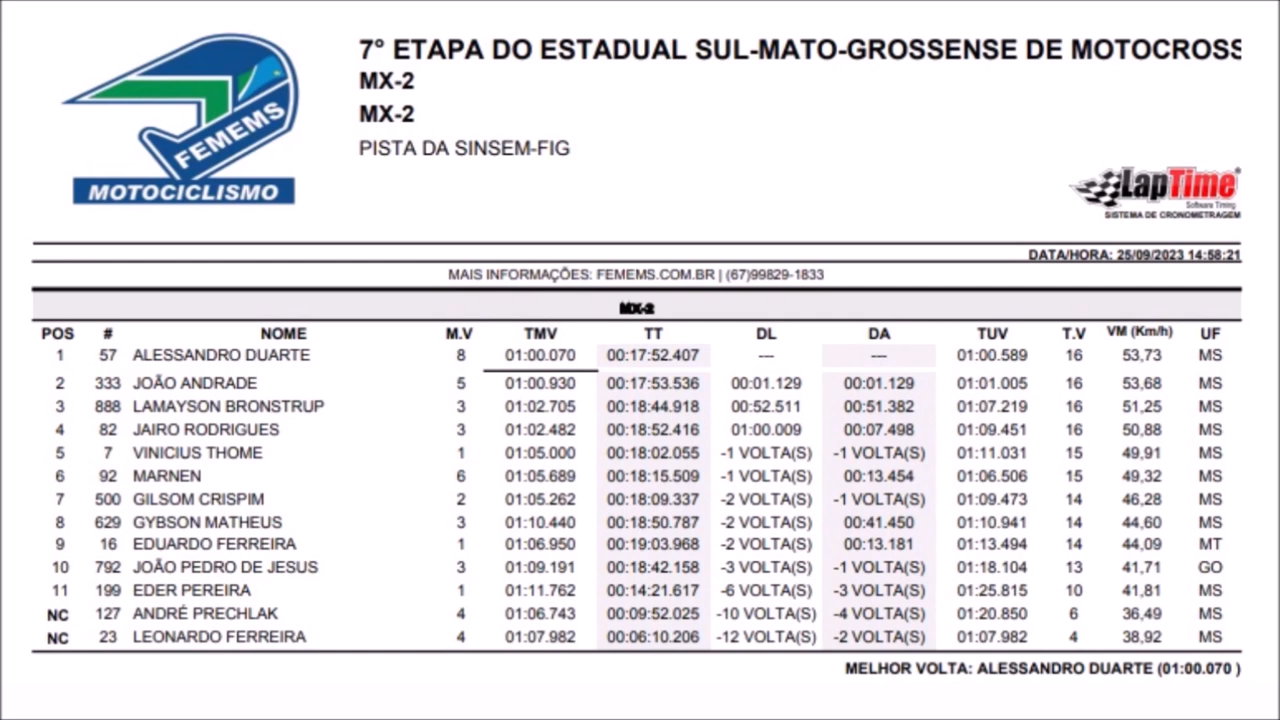 7° ETAPA DO ESTADUAL SUL-MATO-GROSSENSE DE MOTOCROSS
MX-2
MX-2
PISTA DA SINSEM-FIG
FEMEMS
MOTOCICLISMO
LapTime
Software Timing
SISTEMA DE CRONOMETRAGEM
DATA/HORA: 25/09/2023 14:58:21
MAIS INFORMAÇÕES: FEMEMS.COM.BR | (67)99829-1833
MX-2
POS # NOME M.V TMV TT DL DA TUV T.V VM (Km/h) UF
1 57 ALESSANDRO DUARTE 8 01:00.070 00:17:52.407 --- --- 01:00.589 16 53,73 MS
2 333 JOÃO ANDRADE 5 01:00.930 00:17:53.536 00:01.129 00:01.129 01:01.005 16 53,68 MS
3 888 LAMAYSON BRONSTRUP 3 01:02.705 00:18:44.918 00:52.511 00:51.382 01:07.219 16 51,25 MS
4 82 JAIRO RODRIGUES 3 01:02.482 00:18:52.416 01:00.009 00:07.498 01:09.451 16 50,88 MS
5 7 VINICIUS THOME 1 01:05.000 00:18:02.055 -1 VOLTA(S) -1 VOLTA(S) 01:11.031 15 49,91 MS
6 92 MARNEN 6 01:05.689 00:18:15.509 -1 VOLTA(S) 00:13.454 01:06.506 15 49,32 MS
7 500 GILSOM CRISPIM 2 01:05.262 00:18:09.337 -2 VOLTA(S) -1 VOLTA(S) 01:09.473 14 46,28 MS
8 629 GYBSON MATHEUS 3 01:10.440 00:18:50.787 -2 VOLTA(S) 00:41.450 01:10.941 14 44,60 MS
9 16 EDUARDO FERREIRA 1 01:06.950 00:19:03.968 -2 VOLTA(S) 00:13.181 01:13.494 14 44,09 MT
10 792 JOÃO PEDRO DE JESUS 3 01:09.191 00:18:42.158 -3 VOLTA(S) -1 VOLTA(S) 01:18.104 13 41,71 GO
11 199 EDER PEREIRA 1 01:11.762 00:14:21.617 -6 VOLTA(S) -3 VOLTA(S) 01:25.815 10 41,81 MS
NC 127 ANDRÉ PRECHLAK 4 01:06.743 00:09:52.025 -10 VOLTA(S) -4 VOLTA(S) 01:20.850 6 36,49 MS
NC 23 LEONARDO FERREIRA 4 01:07.982 00:06:10.206 -12 VOLTA(S) -2 VOLTA(S) 01:07.982 4 38,92 MS
MELHOR VOLTA: ALESSANDRO DUARTE (01:00.070 )